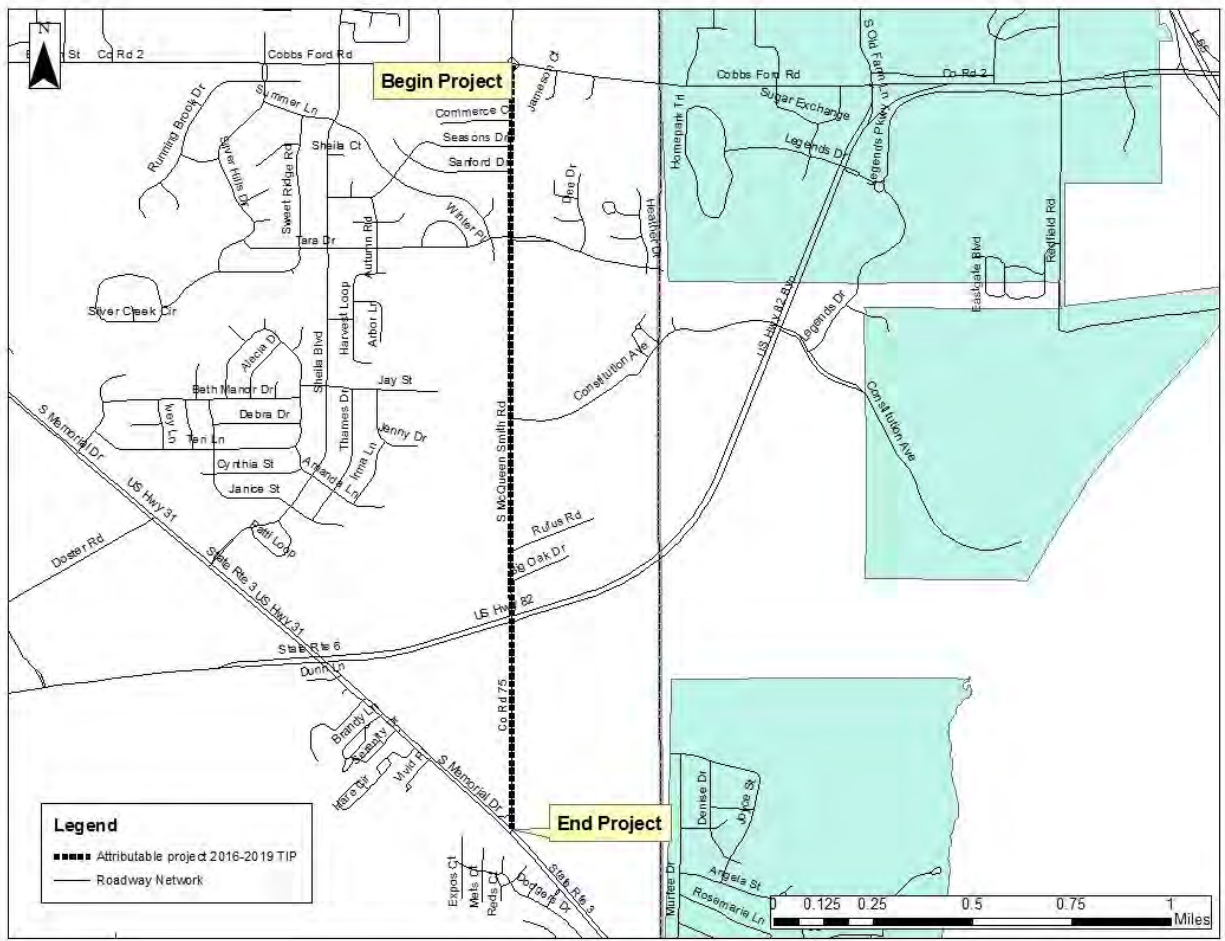 N
St
Co Rd 2
Cobbs Ford Rd
Begin Project
Jameson Ct
Cobbs Ford Rd
Co Rd 2
S Old Farm Ln
I- 65
Running Brook Dr
Summer Ln
Commerce C
Sugar Exchange
Homepark Trl
Legends Pkwy
Seasons Dr
Sheila Ct
Silver Hills Dr
Sweet Ridge Rd
Sanford D
Legends Dr
Dee Dr
Heather Dr
Winter Pl
Autumn Rd
Tara Dr
Redfield Rd
Eastgate Blvd
Silver Creek Cir
Harvest Loop
Arbor Ln
US Hwy 82 Byp
Legends Dr
Alecia D
Sheila Blvd
Constitution Ave
Jay St
Beth Manor Dr
Constitution Ave
S Memorial Dr
wey Ln
Debra Dr
Thames Dr
Jenny Dr
Teri Ln
Irma Ln
S McQueen Smith Rd
Cynthia St
Amanda Ln
Janice St
US Hwy 31
Rufus Rd
Patti Loop
Doster Rd
Big Oak Dr
State Rte 3 US Hwy 31
US Hwy 82
State Rte 6
Dunn Ln
Co Rd 75
Brandy Ln
Serenity Dr
Vivid R
Hare Cir
S Memorial Dr
Denise Dr
Joyce St
End Project
Legend
Attributable project 2016-2019 TIP
Roadway Network
Expos Ct
Mets Ct
Reds Ct
Dodgers Dr
State Rte 3
Murfee Dr
Angela St
Rosemarie Ln
0 0.125 0.25 0.5 0.75 1
Miles